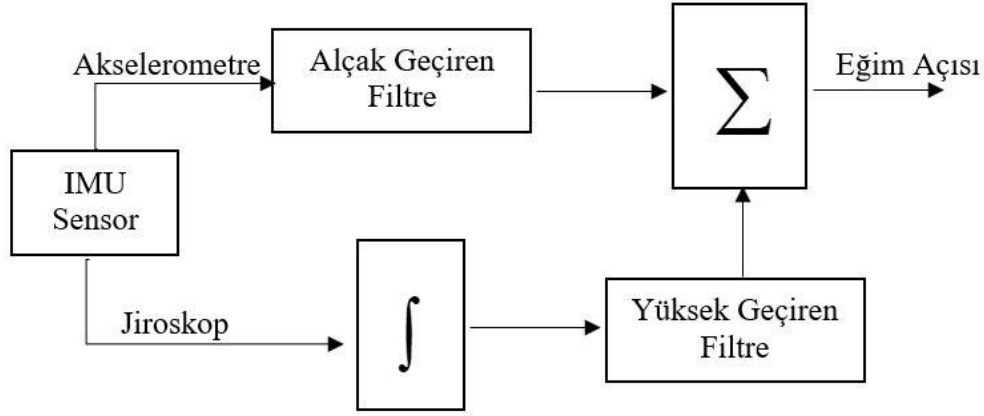 Akselerometre
Alçak Geçiren
Filtre
∑
Eğim Açısı
IMU
Sensor
Jiroskop
∫
Yüksek Geçiren
Filtre